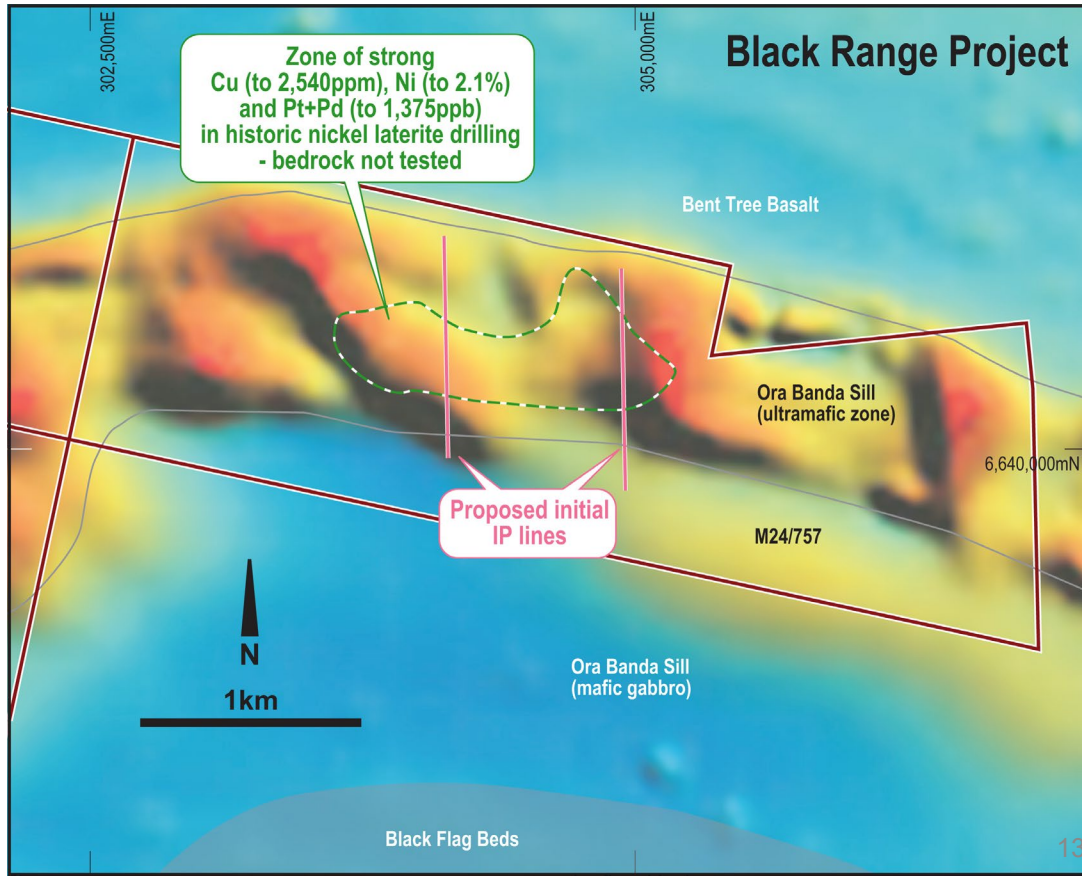 302,500mE
305,000mE
Black Range Project
Zone of strong
Cu (to 2,540ppm), Ni (to 2.1%)
and Pt+Pd (to 1,375ppb)
in historic nickel laterite drilling
- bedrock not tested
Bent Tree Basalt
Ora Banda Sill
(ultramafic zone)
6,640,000mN
Proposed initial
IP lines
M24/757
N
1km
Ora Banda Sill
(mafic gabbro)
Black Flag Beds
13